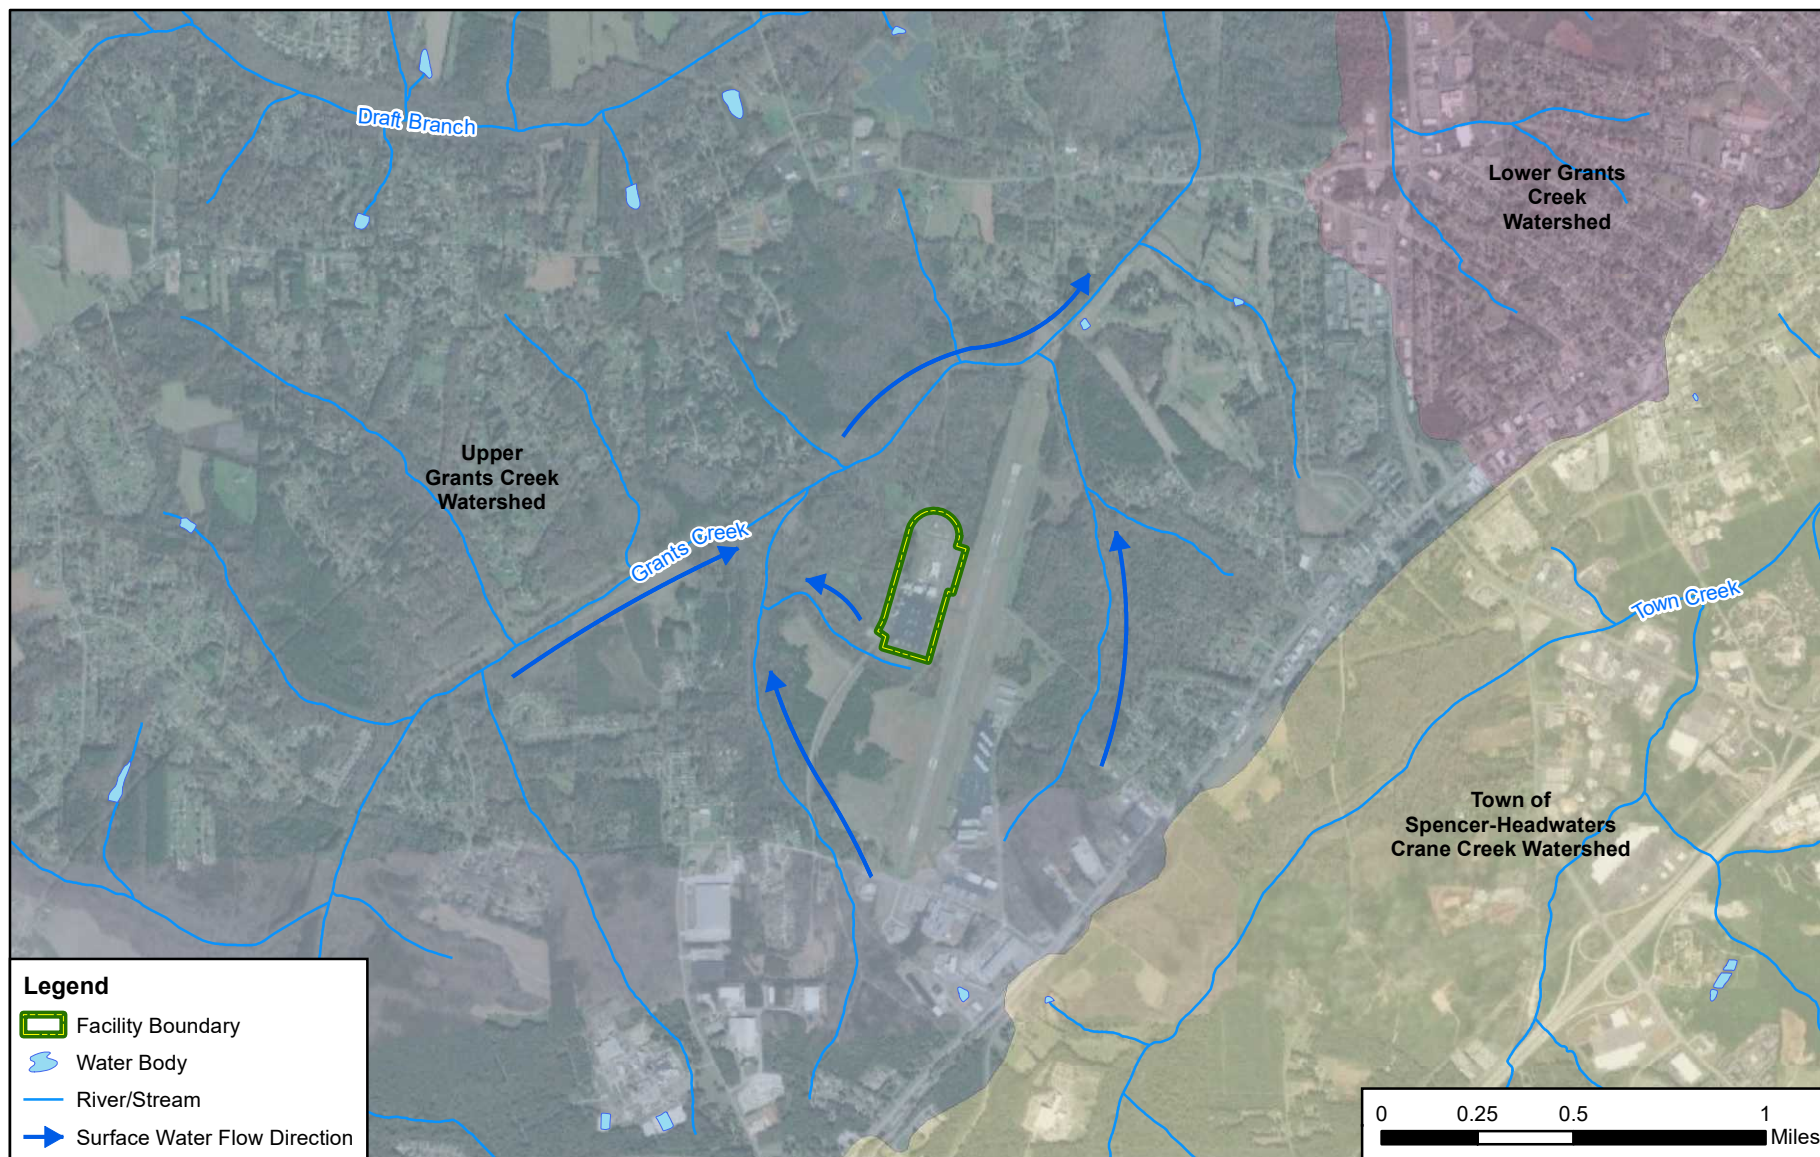 Draft Branch
Lower Grants
Creek
Watershed
Upper
Grants Creek
Watershed
Grants Creek
Town Creek
Town of
Spencer-Headwaters
Crane Creek Watershed
Legend
Facility Boundary
Water Body
River/Stream
Surface Water Flow Direction
0 0.25 0.5 1
Miles